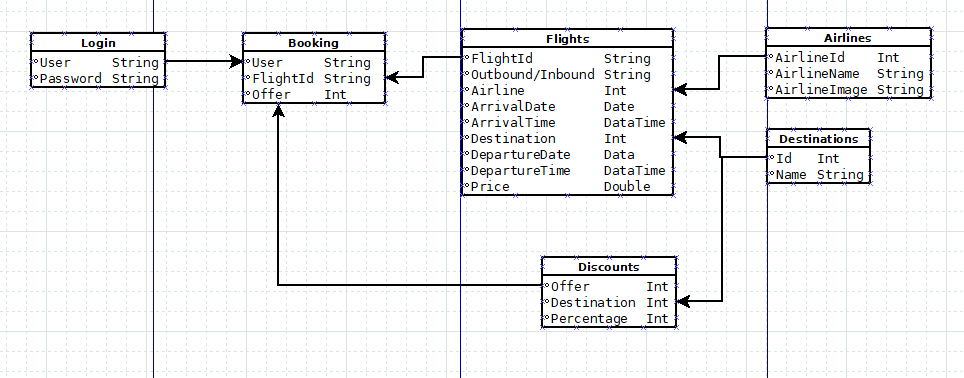 Login
User String
Password String
Booking
User String
FlightId String
Offer Int
Flights
FlightId String
Outbound/Inbound String
Airline Int
ArrivalDate Date
ArrivalTime DataTime
Destination Int
DepartureDate Data
DepartureTime DataTime
Price Double
Airlines
AirlineId Int
AirlineName String
AirlineImage String
Destinations
Id Int
Name String
Discounts
Offer Int
Destination Int
Percentage Int